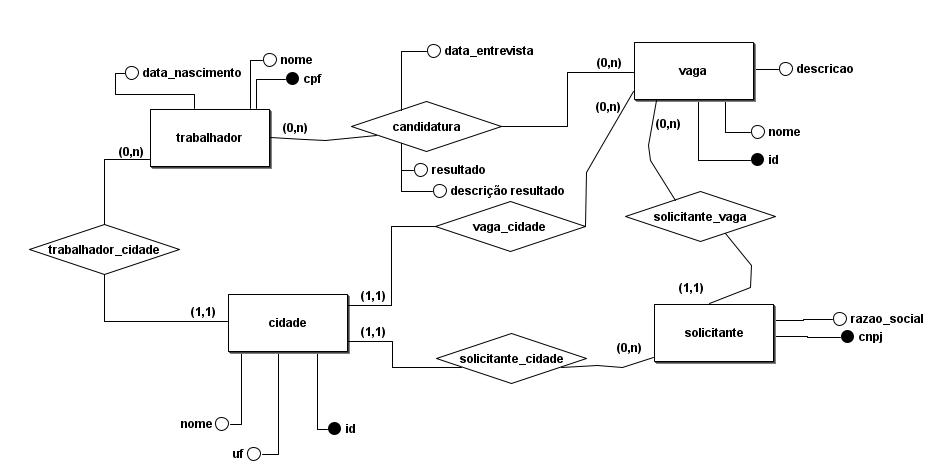 data_entrevista
nome
data_nascimento
cpf
(0,n)
vaga
descricao
(0,n)
(0,n)
candidatura
(0,n)
trabalhador
nome
(0,n)
id
resultado
descrição resultado
solicitante_vaga
vaga_cidade
trabalhador_cidade
(1,1)
(1,1)
(1,1)
cidade
(1,1)
razao_social
solicitante
cnpj
(0,n)
solicitante_cidade
nome
id
uf